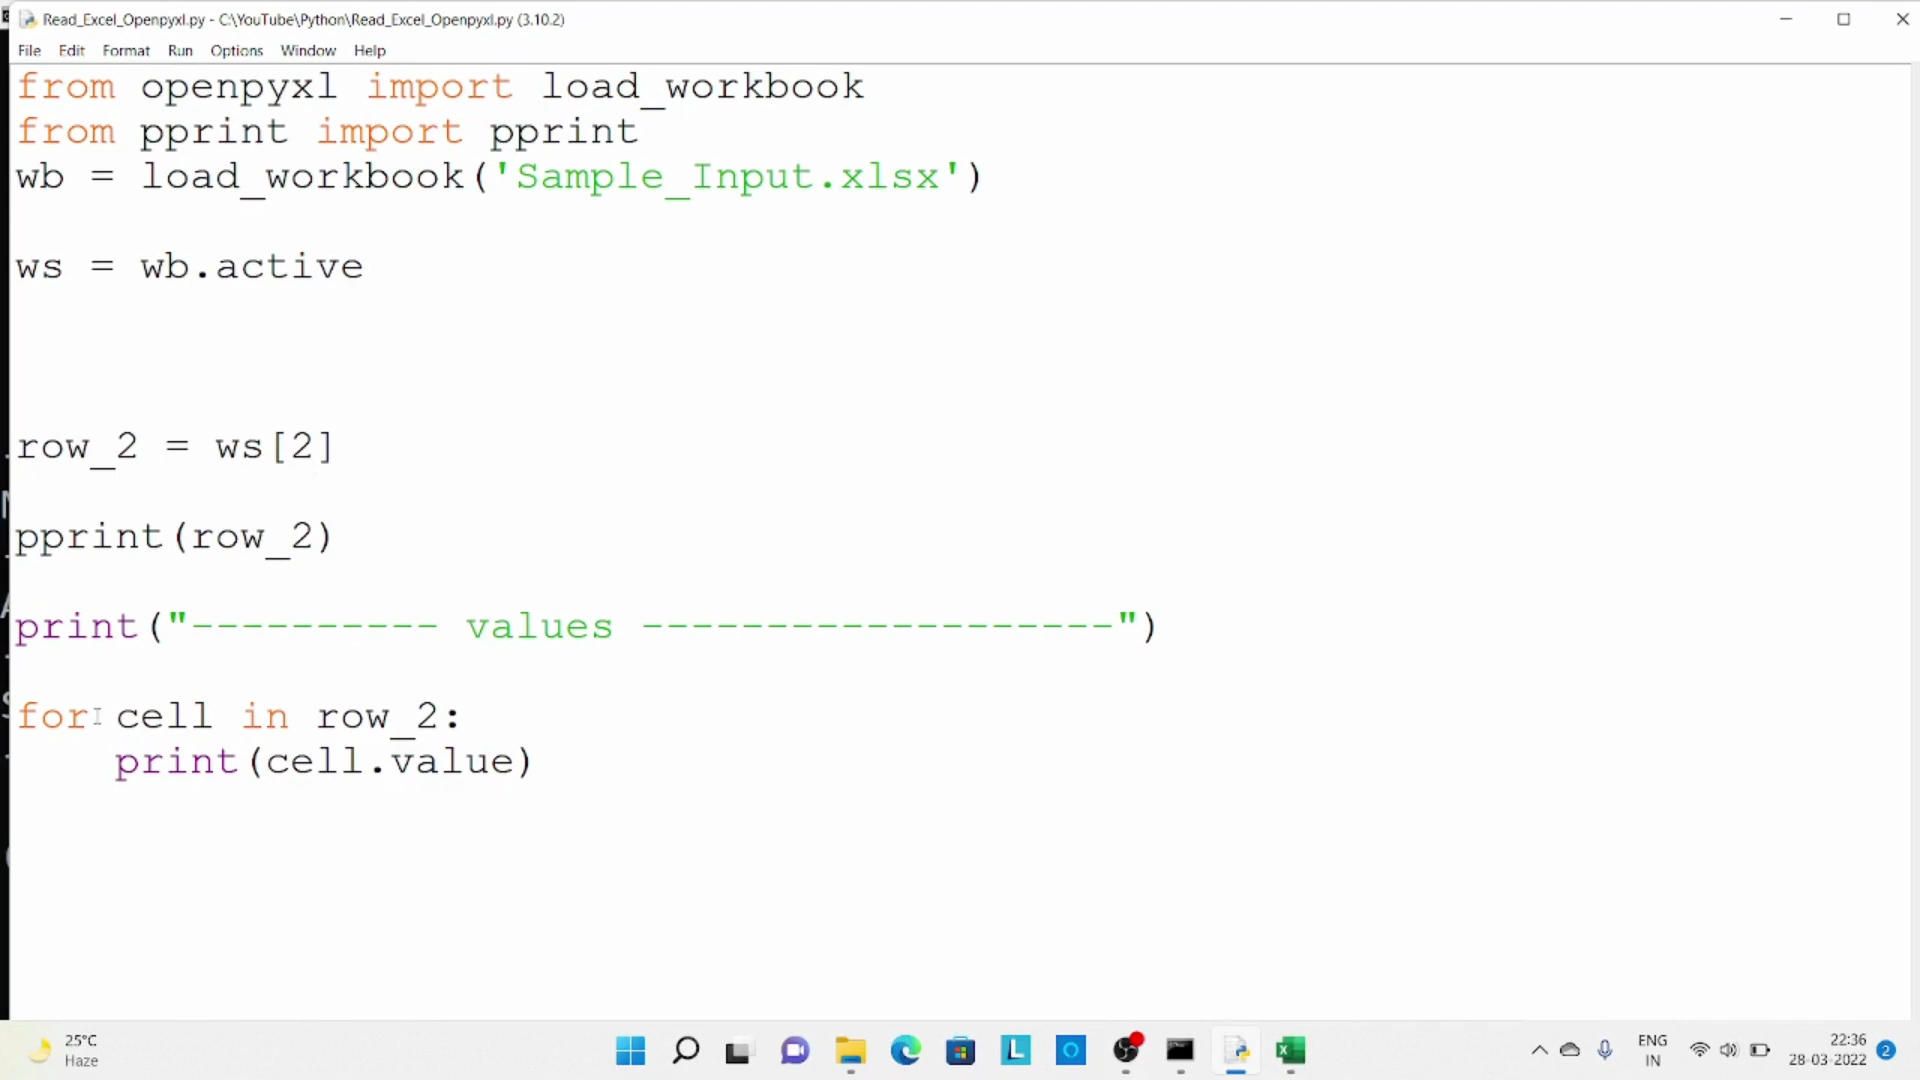 Read_Excel_Openpyxl.py - C:\YouTube\Python\Read_Excel_Openpyxl.py (3.10.2)
File Edit Format Run Options Window Help
from openpyxl import load_workbook
from pprint import pprint
wb = load_workbook('Sample_Input.xlsx')
ws = wb.active
row_2 = ws[2]
pprint(row_2)
print("---------- values -------------------")
for cell in row_2:
    print(cell.value)
25°C
Haze
ENG
IN
22:36
28-03-2022
2